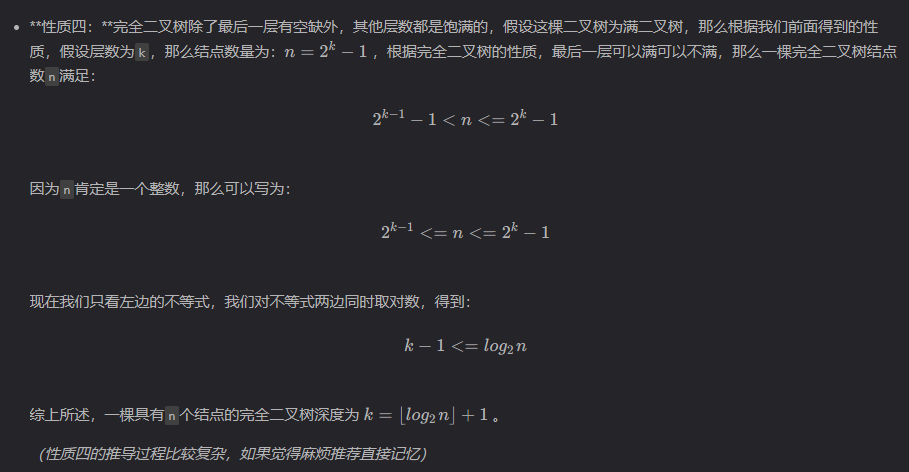 • **性质四：**完全二叉树除了最后一层有空缺外，其他层数都是饱满的，假设这棵二叉树为满二叉树，那么根据我们前面得到的性
质，假设层数为k，那么结点数量为：n = 2^k − 1 ，根据完全二叉树的性质，最后一层可以满可以不满，那么一棵完全二叉树结点
数n满足：
2^{k−1} − 1 < n <= 2^k − 1
因为n肯定是一个整数，那么可以写为：
2^{k−1} <= n <= 2^k − 1
现在我们只看左边的不等式，我们对不等式两边同时取对数，得到：
k − 1 <= log₂n
综上所述，一棵具有n个结点的完全二叉树深度为 k = ⌊log₂n⌋ + 1 。
（性质四的推导过程比较复杂，如果觉得麻烦推荐直接记忆）